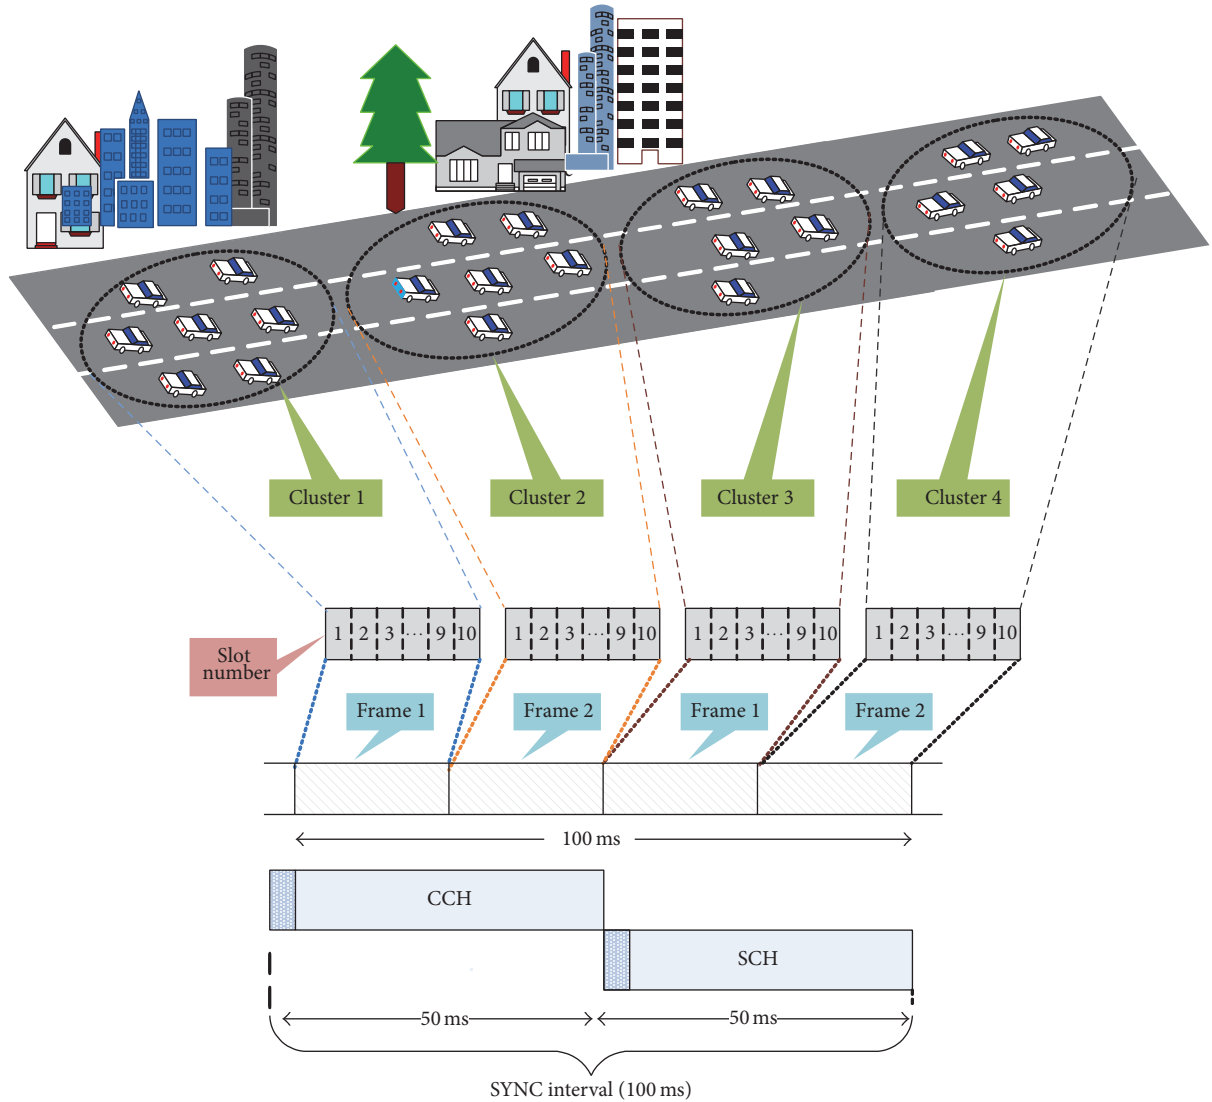 Cluster 1
Cluster 2
Cluster 3
Cluster 4
1 2 3 ... 9 10
1 2 3 ... 9 10
1 2 3 ... 9 10
1 2 3 ... 9 10
Slot
number
Frame 1
Frame 2
Frame 1
Frame 2
100 ms
CCH
SCH
50 ms
50 ms
SYNC interval (100 ms)